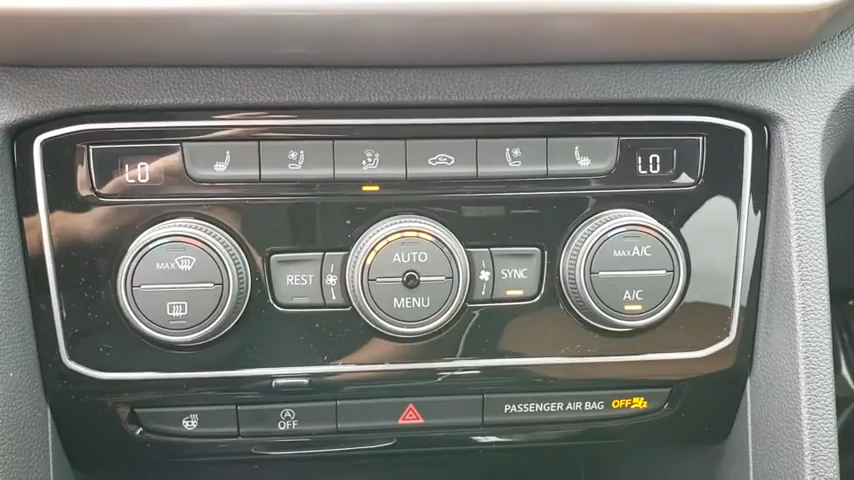 LO
LO
MAX
REST
AUTO
MENU
SYNC
MAX A/C
A/C
OFF
PASSENGER AIR BAG OFF